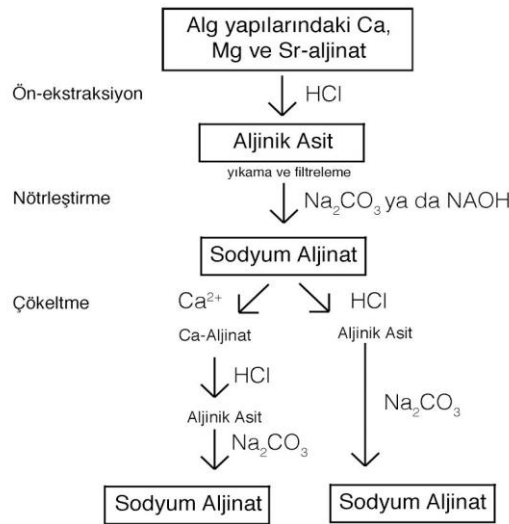 Alg yapılarındaki Ca,
Mg ve Sr-aljinat
Ön-ekstraksiyon
HCl
Aljinik Asit
yıkama ve filtreleme
Nötrleştirme
Na₂CO₃ ya da NAOH
Sodyum Aljinat
Çökeltme
Ca²⁺
HCl
Ca-Aljinat
Aljinik Asit
HCl
Na₂CO₃
Aljinik Asit
Na₂CO₃
Sodyum Aljinat
Sodyum Aljinat